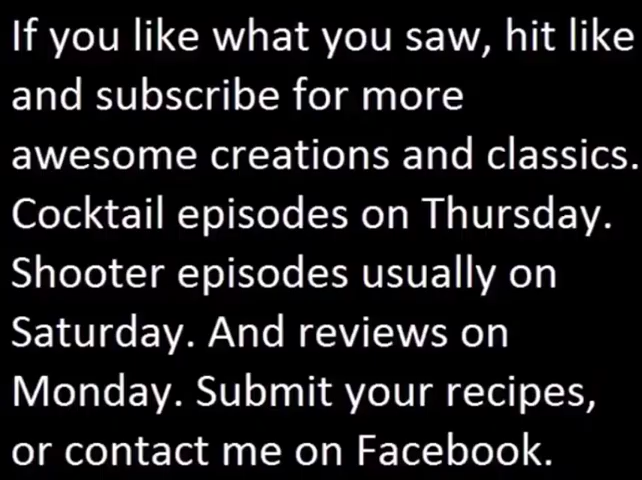 If you like what you saw, hit like
and subscribe for more
awesome creations and classics.
Cocktail episodes on Thursday.
Shooter episodes usually on
Saturday. And reviews on
Monday. Submit your recipes,
or contact me on Facebook.